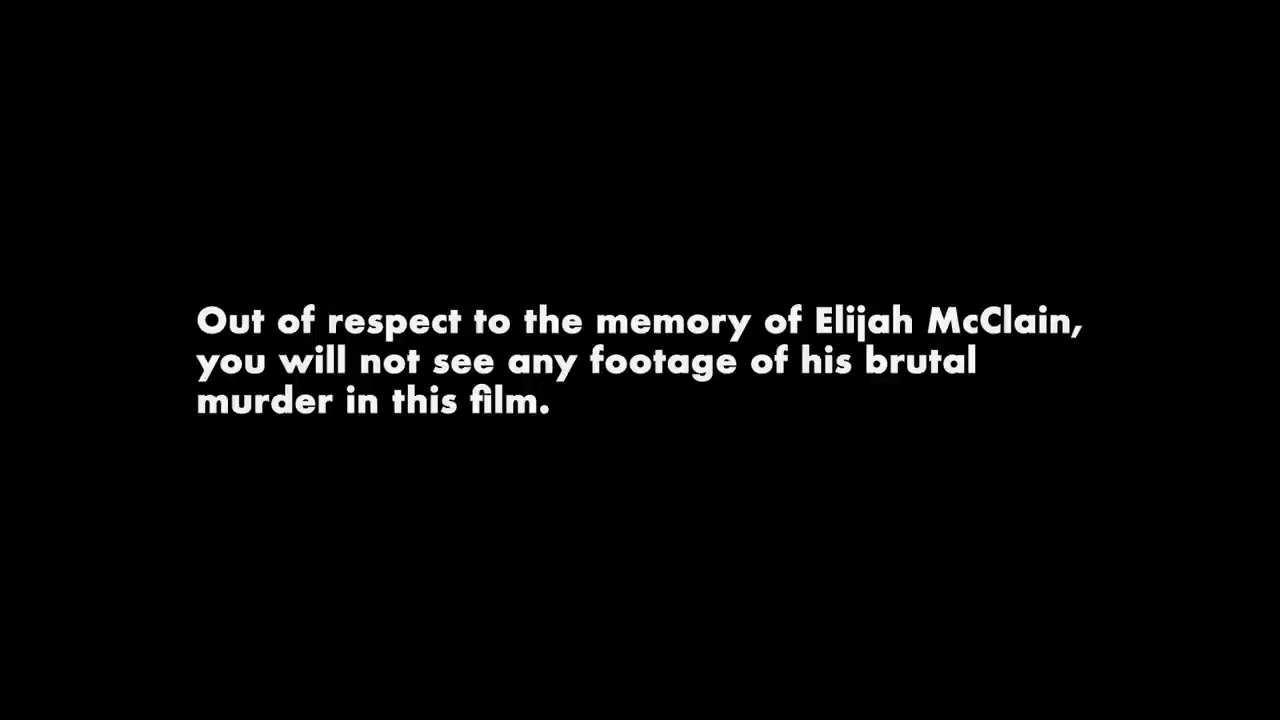 Out of respect to the memory of Elijah McClain,
you will not see any footage of his brutal
murder in this film.